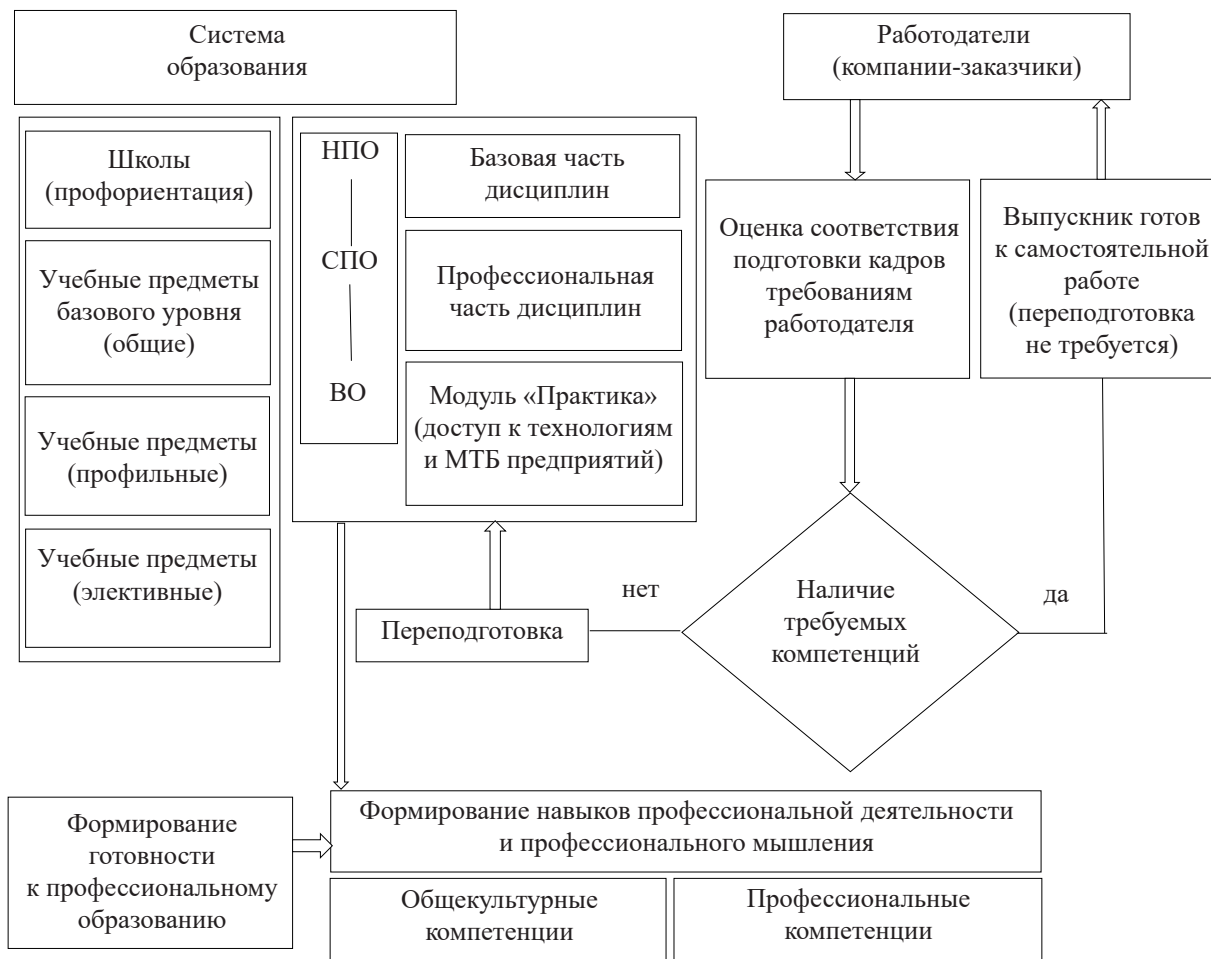 Система
образования
Работодатели
(компании-заказчики)
Школы
(профориентация)
Учебные предметы
базового уровня
(общие)
Учебные предметы
(профильные)
Учебные предметы
(элективные)
НПО
СПО
ВО
Базовая часть
дисциплин
Профессиональная
часть дисциплин
Модуль «Практика»
(доступ к технологиям
и МТБ предприятий)
Оценка соответствия
подготовки кадров
требованиям
работодателя
Выпускник готов
к самостоятельной
работе
(переподготовка
не требуется)
нет
да
Переподготовка
Наличие
требуемых
компетенций
Формирование
готовности
к профессиональному
образованию
Формирование навыков профессиональной деятельности
и профессионального мышления
Общекультурные
компетенции
Профессиональные
компетенции